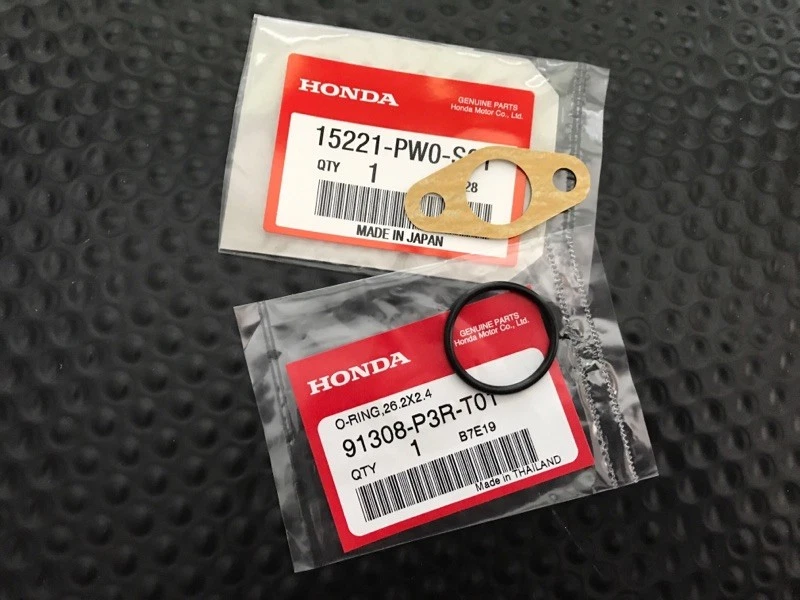 HONDA
GENUINE PARTS
Honda Motor Co., Ltd.
15221-PW0-S01
QTY 1
28
MADE IN JAPAN
HONDA
GENUINE PARTS
Honda Motor Co., Ltd.
O-RING,26.2X2.4
91308-P3R-T01
QTY 1 B7E19
Made in THAILAND